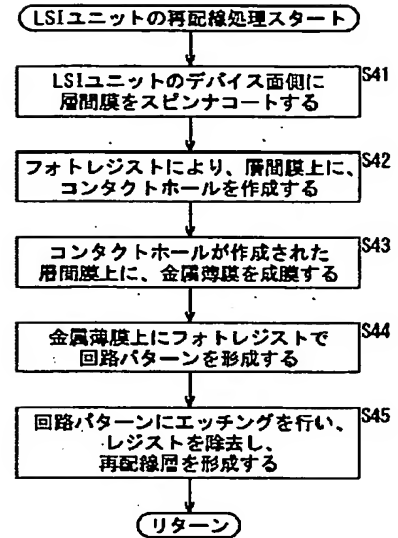 LSIユニットの再配線処理スタート
S41
LSIユニットのデバイス面側に
層間膜をスピンナコートする
S42
フォトレジストにより、層間膜上に、
コンタクトホールを作成する
S43
コンタクトホールが作成された
層間膜上に、金属薄膜を成膜する
S44
金属薄膜上にフォトレジストで
回路パターンを形成する
S45
回路パターンにエッチングを行い、
レジストを除去し、
再配線層を形成する
リターン